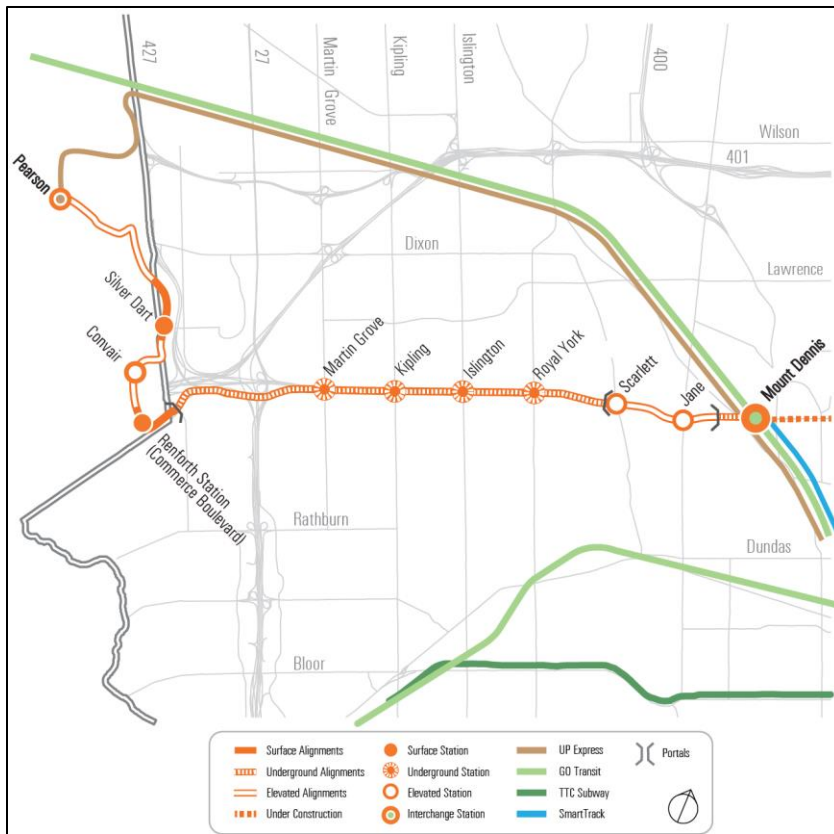 427
27
Martin Grove
Kipling
Islington
400
Wilson
401
Pearson
Dixon
Lawrence
Silver Dart
Convair
Martin Grove
Kipling
Islington
Royal York
Scarlett
Jane
Mount Dennis
Renforth Station
(Commerce Boulevard)
Rathburn
Dundas
Bloor
Surface Alignments
Underground Alignments
Elevated Alignments
Under Construction
Surface Station
Underground Station
Elevated Station
Interchange Station
UP Express
GO Transit
TTC Subway
SmartTrack
Portals